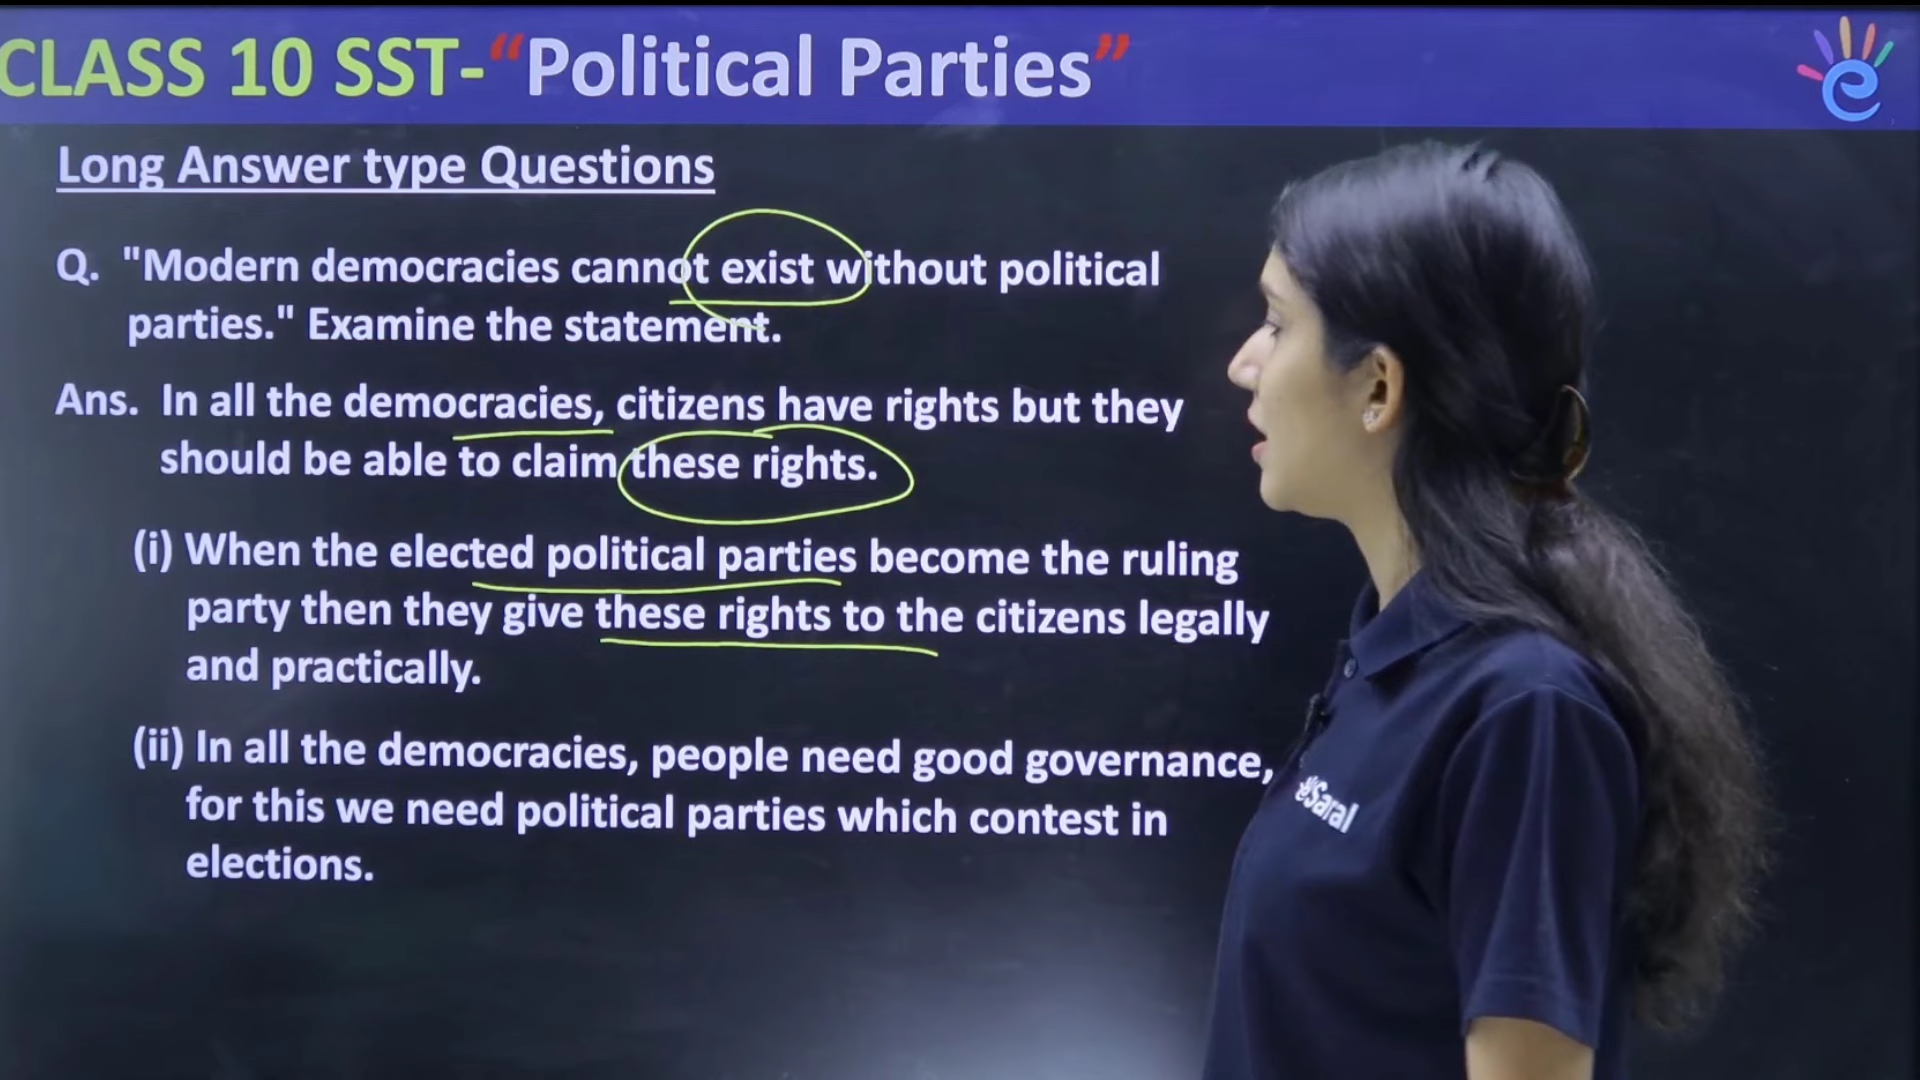 CLASS 10 SST-“Political Parties”
Long Answer type Questions
Q. "Modern democracies cannot exist without political
parties." Examine the statement.
Ans. In all the democracies, citizens have rights but they
should be able to claim these rights.
(i) When the elected political parties become the ruling
party then they give these rights to the citizens legally
and practically.
(ii) In all the democracies, people need good governance,
for this we need political parties which contest in
elections.
eSaral